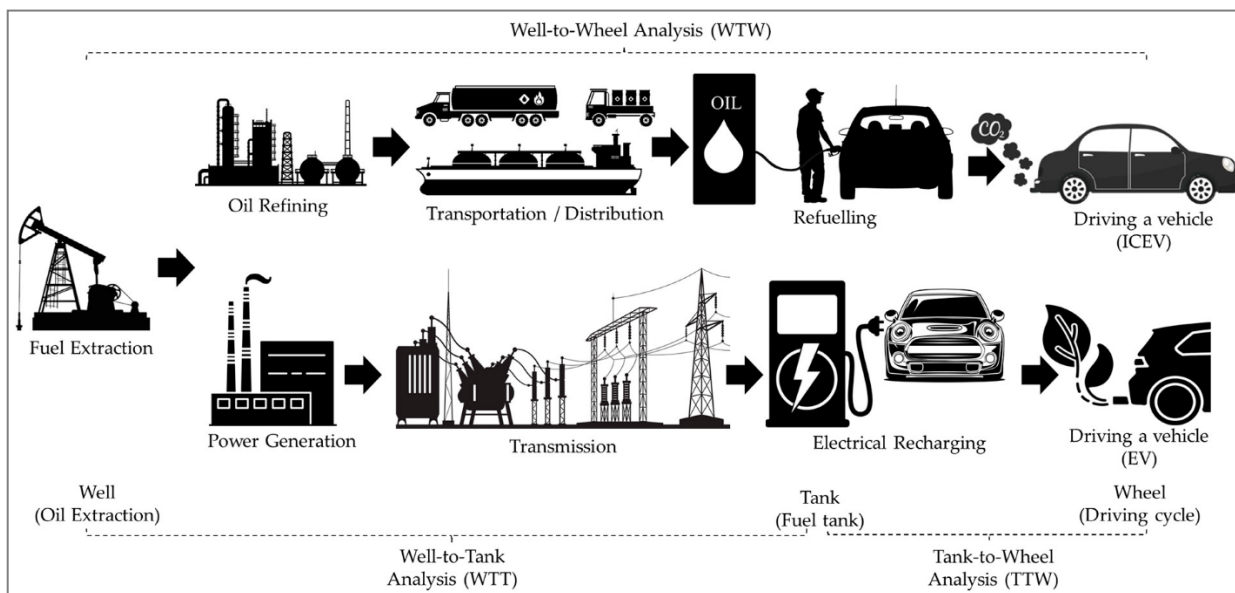 Well-to-Wheel Analysis (WTW)
OIL
CO₂
Oil Refining
Transportation / Distribution
Refuelling
Driving a vehicle
(ICEV)
Fuel Extraction
Power Generation
Transmission
Electrical Recharging
Driving a vehicle
(EV)
Well
(Oil Extraction)
Tank
(Fuel tank)
Wheel
(Driving cycle)
Well-to-Tank
Analysis (WTT)
Tank-to-Wheel
Analysis (TTW)